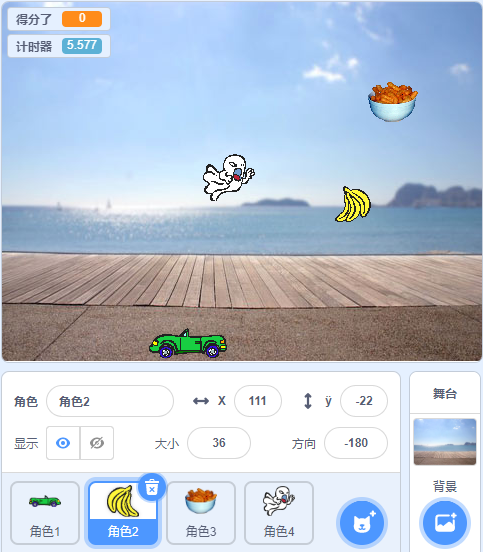 得分了 0
计时器 5.577
角色 角色2 X 111 ÿ -22
显示 大小 36 方向 -180
角色1 角色2 角色3 角色4
舞台
背景